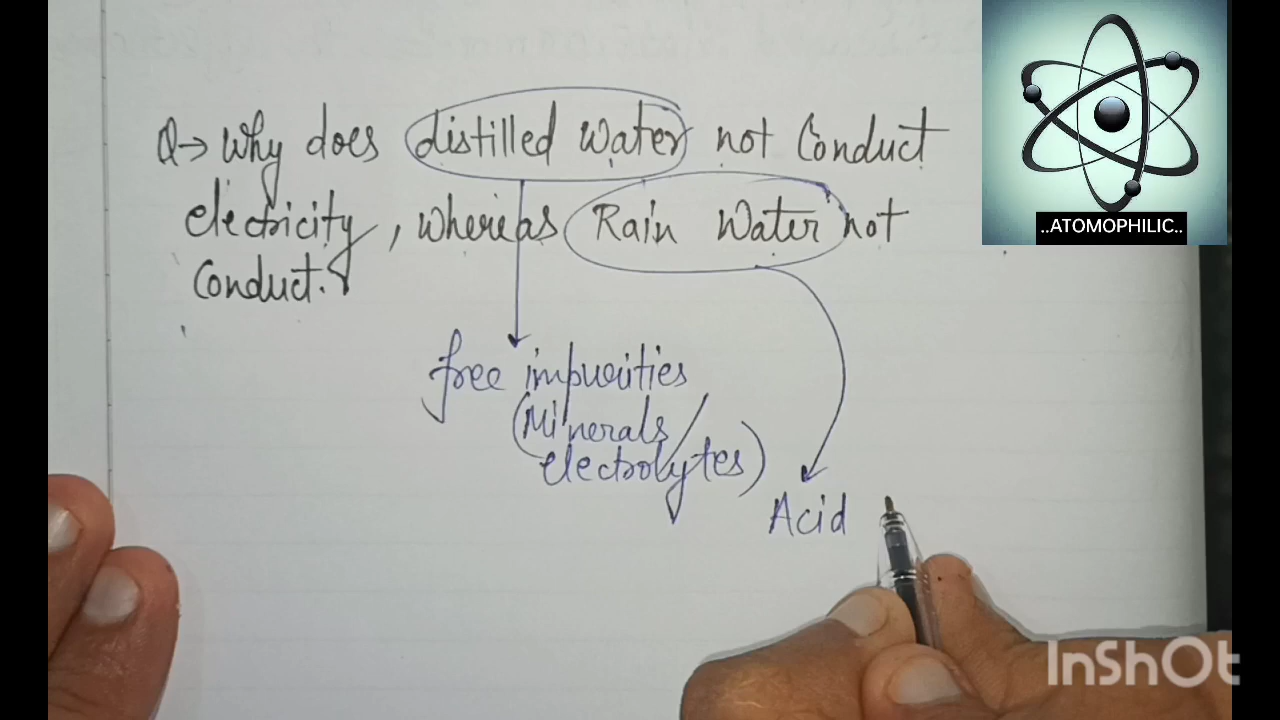 Q→ Why does distilled Water not Conduct
electricity, whereas Rain Water not
Conduct.
free impurities
(Minerals/
electrolytes)
Acid
..ATOMOPHILIC..
InShOt